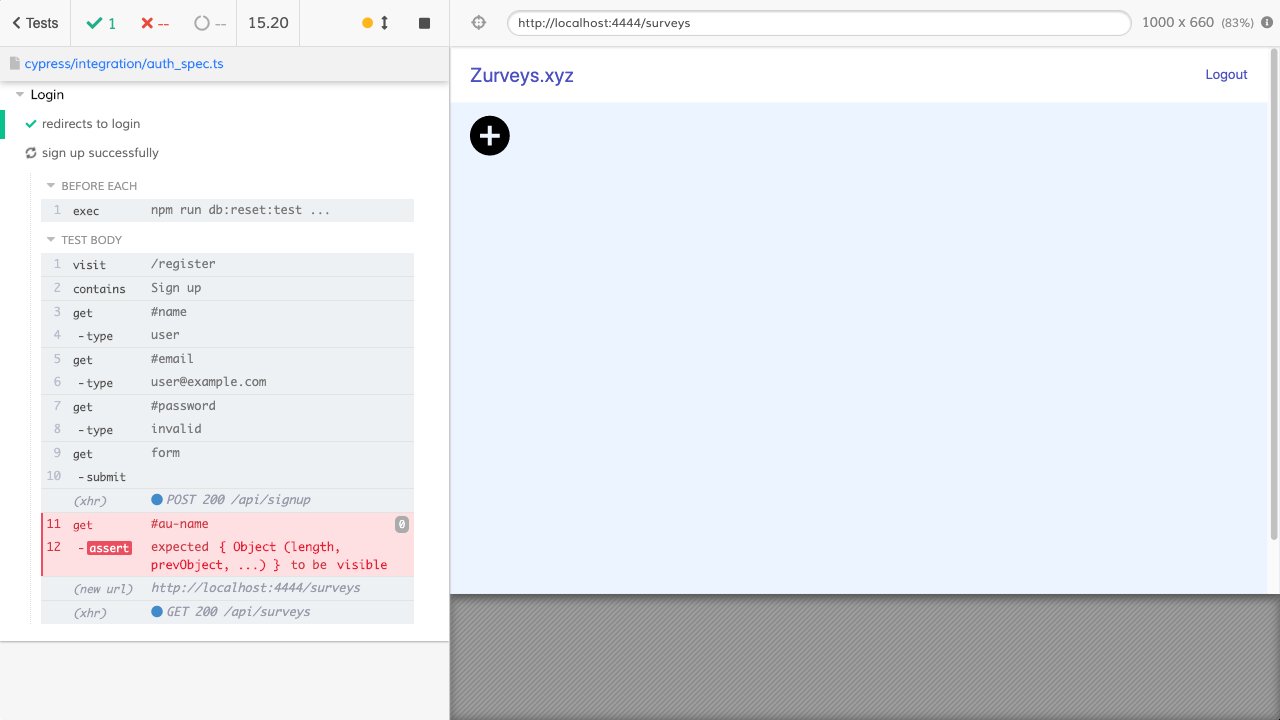 Tests
1
--
--
15.20
http://localhost:4444/surveys
1000 x 660 (83%)
cypress/integration/auth_spec.ts
Login
redirects to login
sign up successfully
BEFORE EACH
1 exec npm run db:reset:test ...
TEST BODY
1 visit /register
2 contains Sign up
3 get #name
4 -type user
5 get #email
6 -type user@example.com
7 get #password
8 -type invalid
9 get form
10 -submit
(xhr) POST 200 /api/signup
11 get #au-name 0
12 -assert expected { Object (length,
prevObject, ...) } to be visible
(new url) http://localhost:4444/surveys
(xhr) GET 200 /api/surveys
Zurveys.xyz
Logout